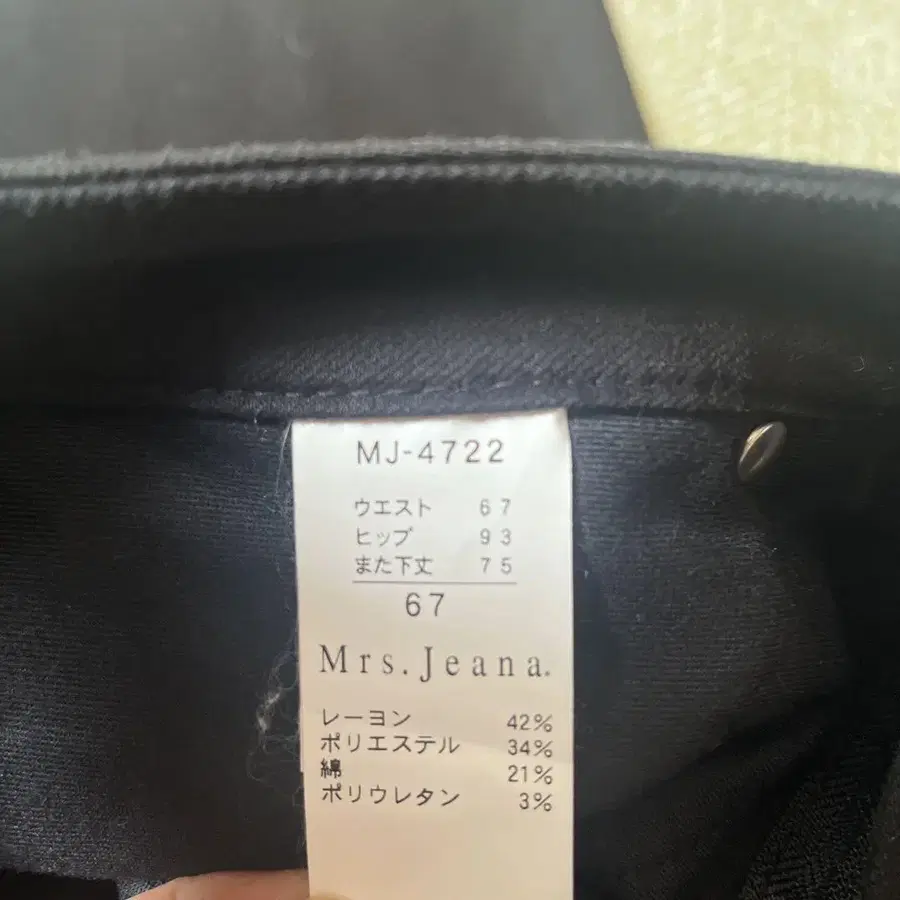 MJ-4722
ウエスト 67
ヒップ 93
また下丈 75
67
Mrs.Jeana.
レーヨン 42%
ポリエステル 34%
綿 21%
ポリウレタン 3%